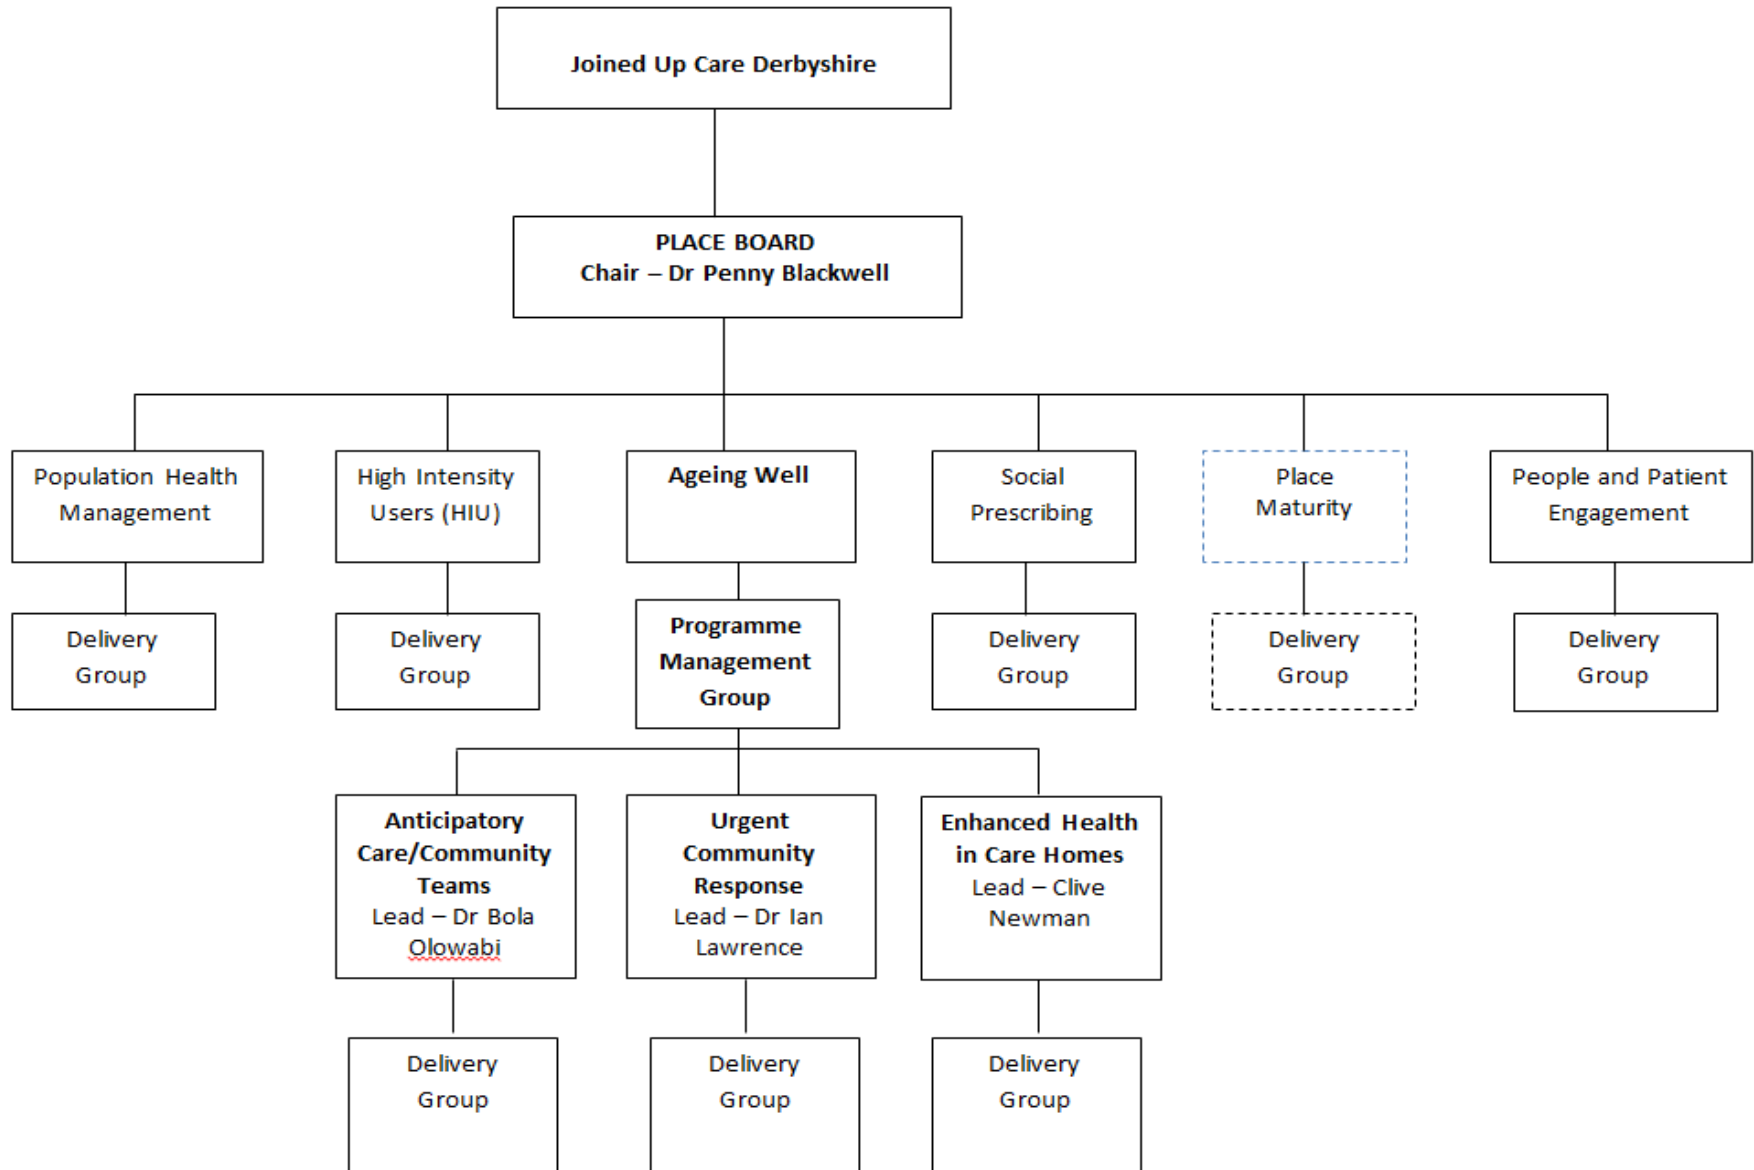 Joined Up Care Derbyshire
PLACE BOARD
Chair – Dr Penny Blackwell
Population Health
Management
High Intensity
Users (HIU)
Ageing Well
Social
Prescribing
Place
Maturity
People and Patient
Engagement
Delivery
Group
Delivery
Group
Programme
Management
Group
Delivery
Group
Delivery
Group
Delivery
Group
Anticipatory
Care/Community
Teams
Lead – Dr Bola
Olowabi
Urgent
Community
Response
Lead – Dr Ian
Lawrence
Enhanced Health
in Care Homes
Lead – Clive
Newman
Delivery
Group
Delivery
Group
Delivery
Group